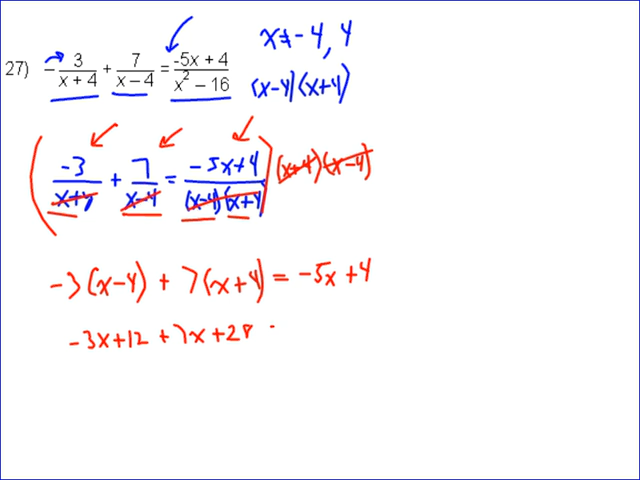 27) -3/(x + 4) + 7/(x - 4) = (-5x + 4)/(x² - 16)
x ≠ -4, 4
(x-4)(x+4)
(-3/(x+4) + 7/(x-4) = (-5x+4)/((x-4)(x+4))) (x+4)(x-4)
-3(x-4) + 7(x+4) = -5x+4
-3x+12 + 7x+28